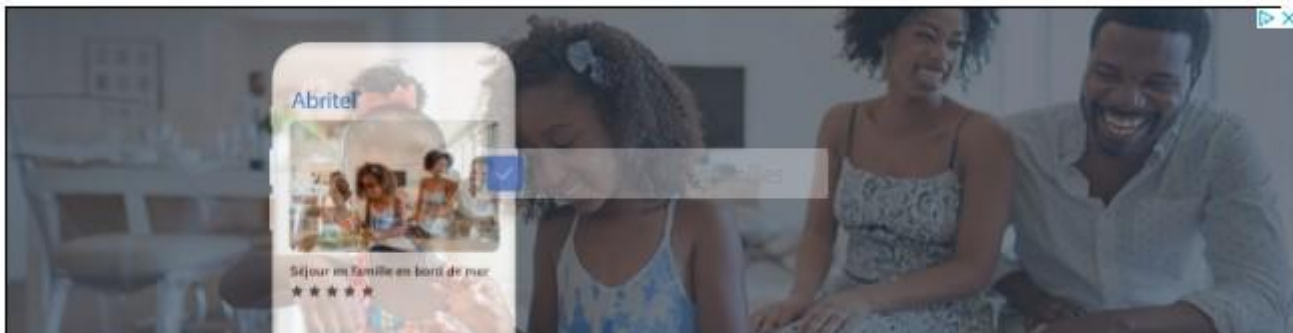 Abritel
Séjour en famille en bord de mer
★★★★★